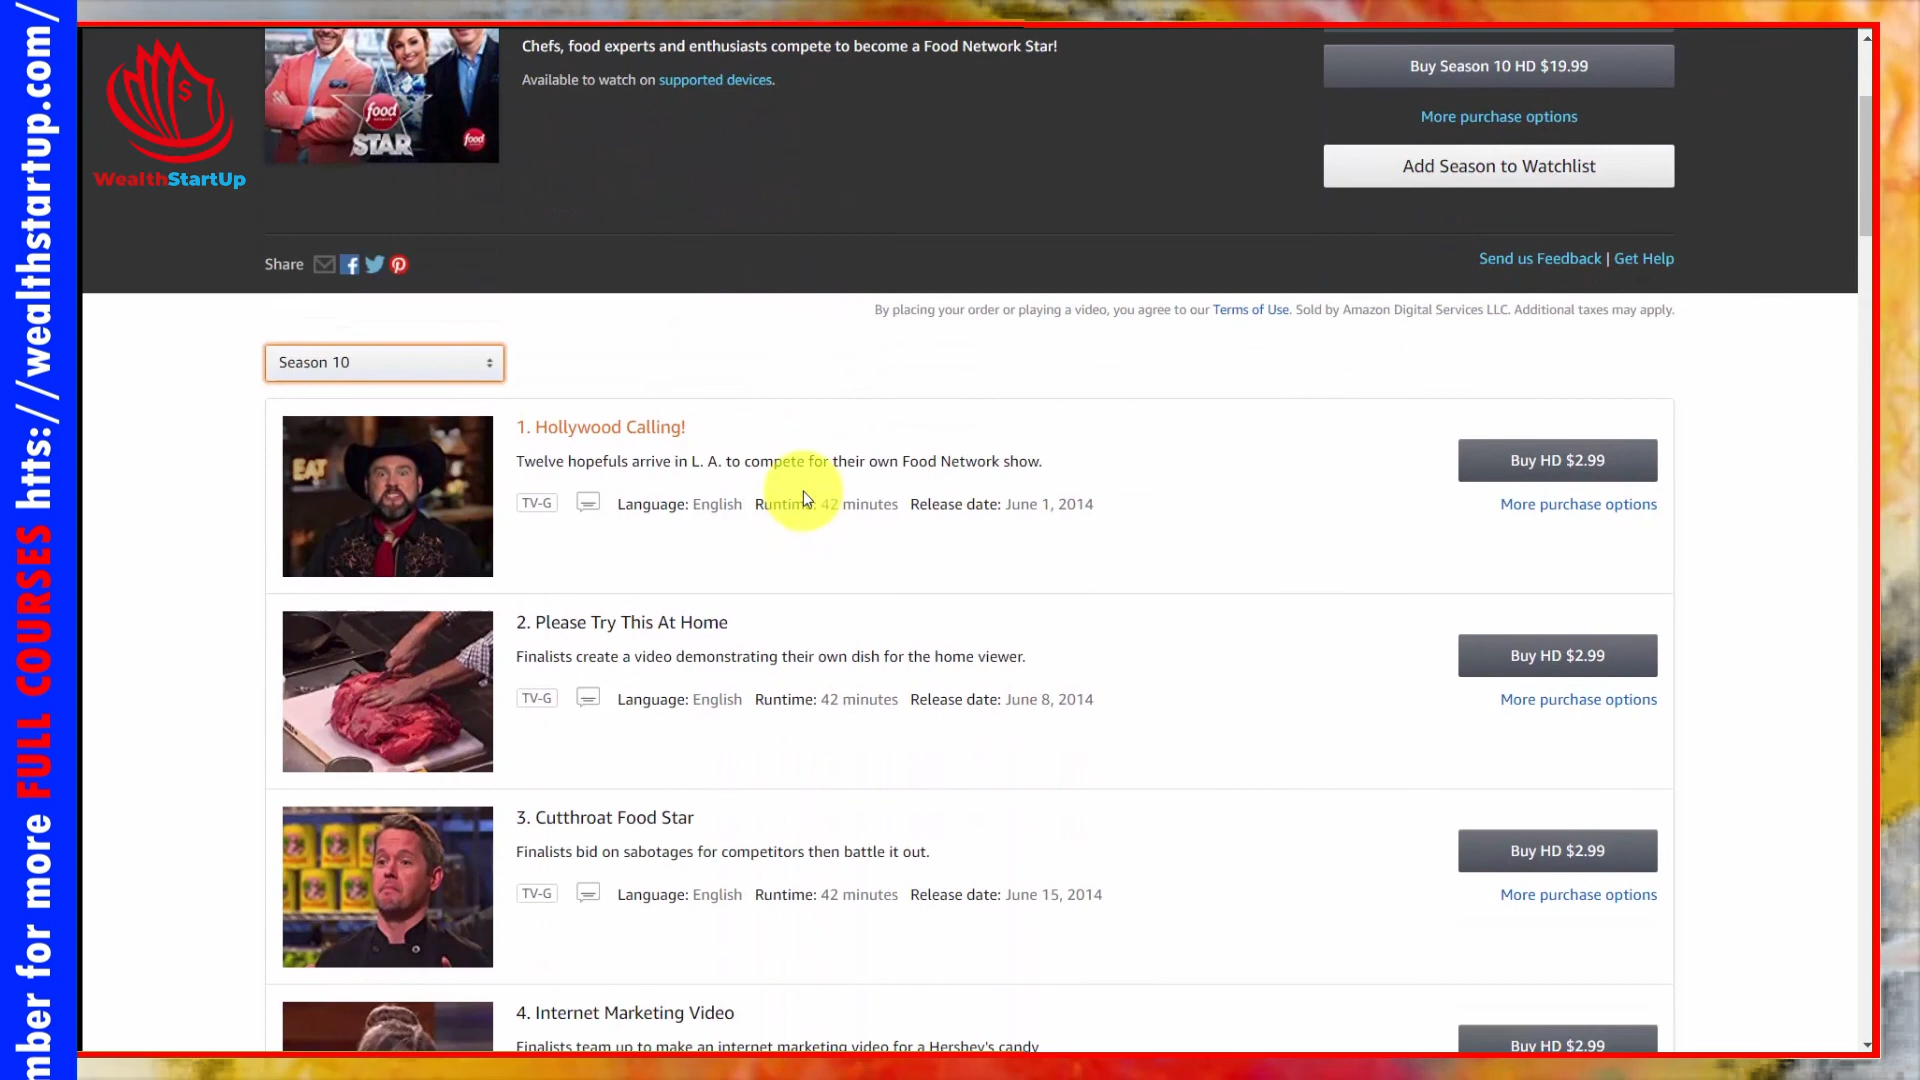 mber for more FULL COURSES htts://wealthstartup.com/
WealthStartUp
food
STAR
food
Chefs, food experts and enthusiasts compete to become a Food Network Star!
Available to watch on supported devices.
Buy Season 10 HD $19.99
More purchase options
Add Season to Watchlist
Share
Send us Feedback | Get Help
By placing your order or playing a video, you agree to our Terms of Use. Sold by Amazon Digital Services LLC. Additional taxes may apply.
Season 10
EAT
1. Hollywood Calling!
Twelve hopefuls arrive in L. A. to compete for their own Food Network show.
TV-G Language: English Runtime: 42 minutes Release date: June 1, 2014
Buy HD $2.99
More purchase options
2. Please Try This At Home
Finalists create a video demonstrating their own dish for the home viewer.
TV-G Language: English Runtime: 42 minutes Release date: June 8, 2014
Buy HD $2.99
More purchase options
3. Cutthroat Food Star
Finalists bid on sabotages for competitors then battle it out.
TV-G Language: English Runtime: 42 minutes Release date: June 15, 2014
Buy HD $2.99
More purchase options
4. Internet Marketing Video
Finalists team up to make an internet marketing video for a Hershey's candy
Buy HD $2.99